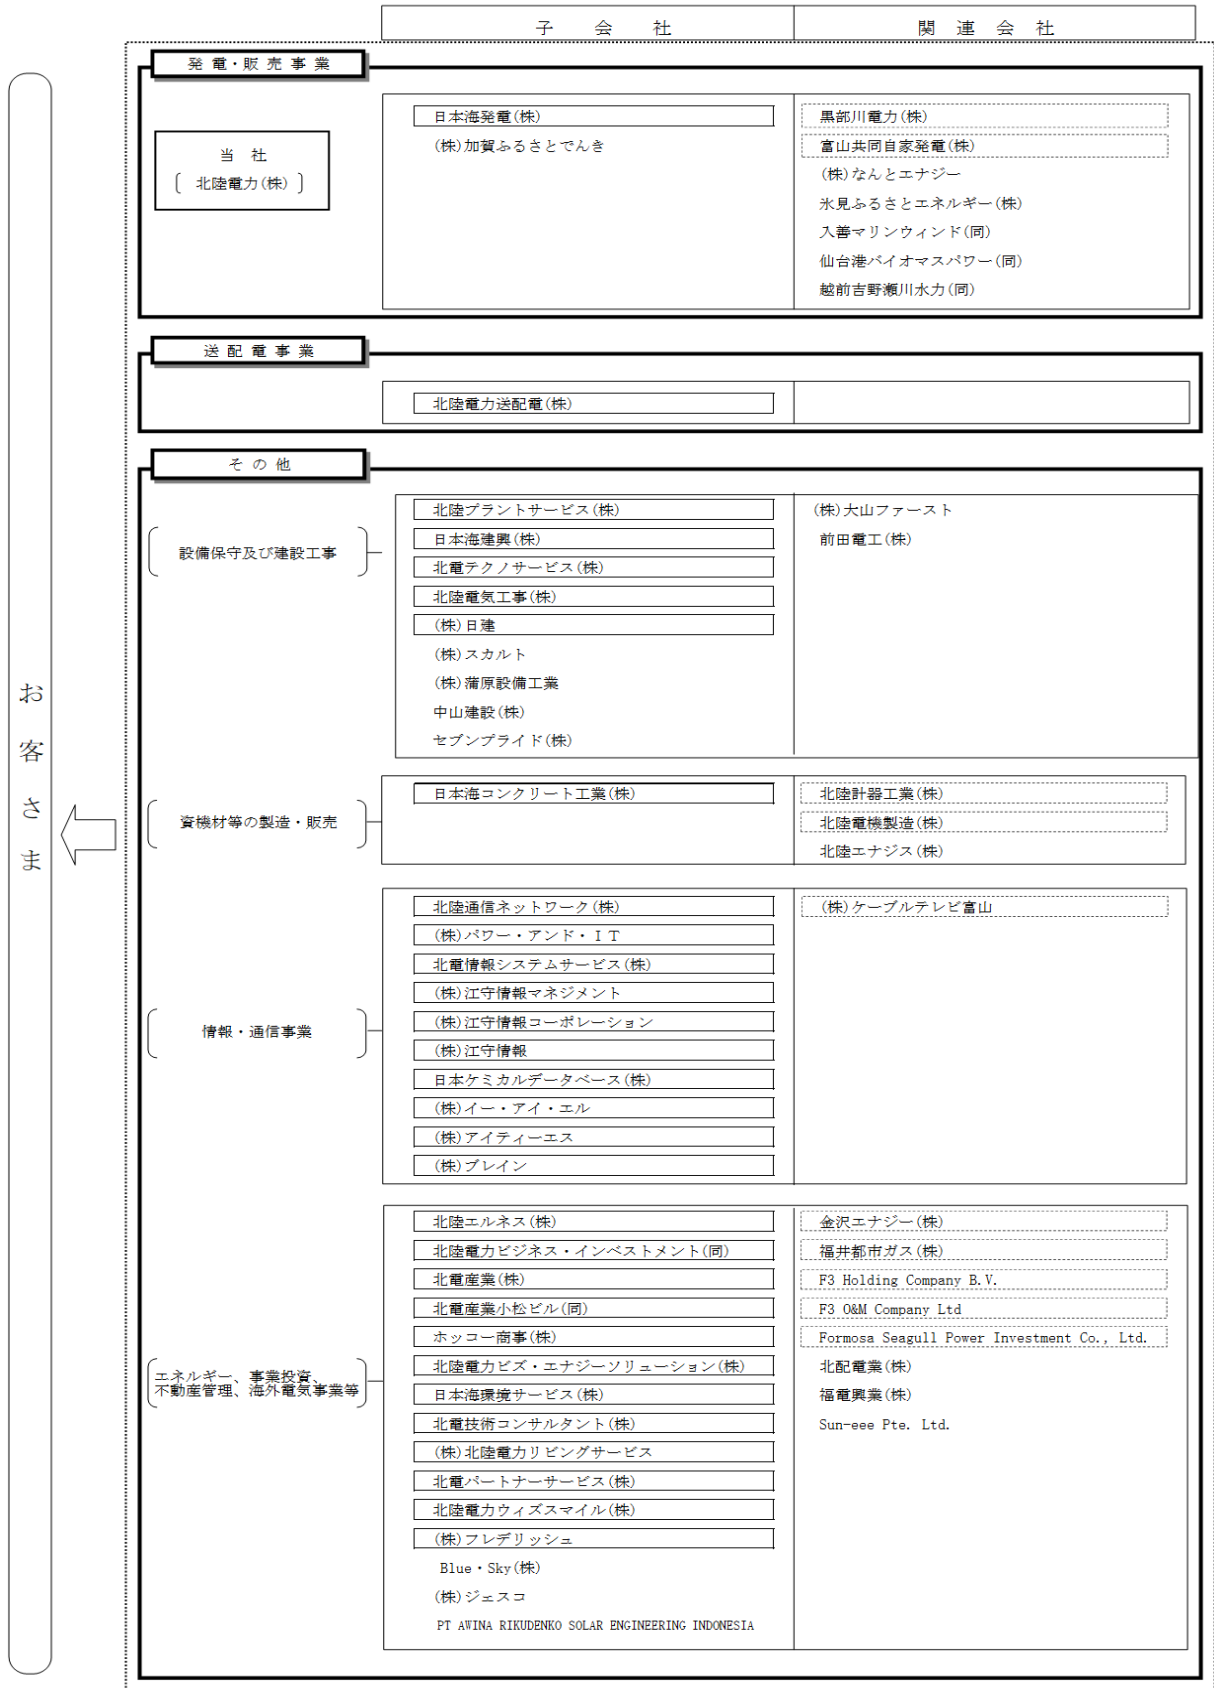 子　会　社
関　連　会　社
発 電・販 売 事 業
当　社
北陸電力(株)
日本海発電(株)
(株)加賀ふるさとでんき
黒部川電力(株)
富山共同自家発電(株)
(株)なんとエナジー
氷見ふるさとエネルギー(株)
入善マリンウィンド(同)
仙台港バイオマスパワー(同)
越前吉野瀬川水力(同)
送 配 電 事 業
北陸電力送配電(株)
そ の 他
設備保守及び建設工事
北陸プラントサービス(株)
日本海建興(株)
北電テクノサービス(株)
北陸電気工事(株)
(株)日建
(株)スカルト
(株)蒲原設備工業
中山建設(株)
セブンプライド(株)
(株)大山ファースト
前田電工(株)
資機材等の製造・販売
日本海コンクリート工業(株)
北陸計器工業(株)
北陸電機製造(株)
北陸エナジス(株)
情報・通信事業
北陸通信ネットワーク(株)
(株)パワー・アンド・ＩＴ
北電情報システムサービス(株)
(株)江守情報マネジメント
(株)江守情報コーポレーション
(株)江守情報
日本ケミカルデータベース(株)
(株)イー・アイ・エル
(株)アイティーエス
(株)ブレイン
(株)ケーブルテレビ富山
エネルギー、事業投資、
不動産管理、海外電気事業等
北陸エルネス(株)
北陸電力ビジネス・インベストメント(同)
北電産業(株)
北電産業小松ビル(同)
ホッコー商事(株)
北陸電力ビズ・エナジーソリューション(株)
日本海環境サービス(株)
北電技術コンサルタント(株)
(株)北陸電力リビングサービス
北電パートナーサービス(株)
北陸電力ウィズスマイル(株)
(株)フレデリッシュ
Blue・Sky(株)
(株)ジェスコ
PT AWINA RIKUDENKO SOLAR ENGINEERING INDONESIA
金沢エナジー(株)
福井都市ガス(株)
F3 Holding Company B.V.
F3 O&M Company Ltd
Formosa Seagull Power Investment Co., Ltd.
北配電業(株)
福電興業(株)
Sun-eee Pte. Ltd.
お客さま